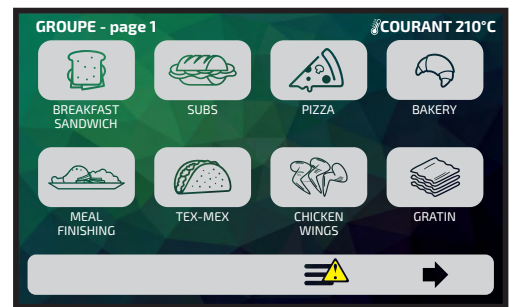 GROUPE - page 1
COURANT 210°C
BREAKFAST
SANDWICH
SUBS
PIZZA
BAKERY
MEAL
FINISHING
TEX-MEX
CHICKEN
WINGS
GRATIN